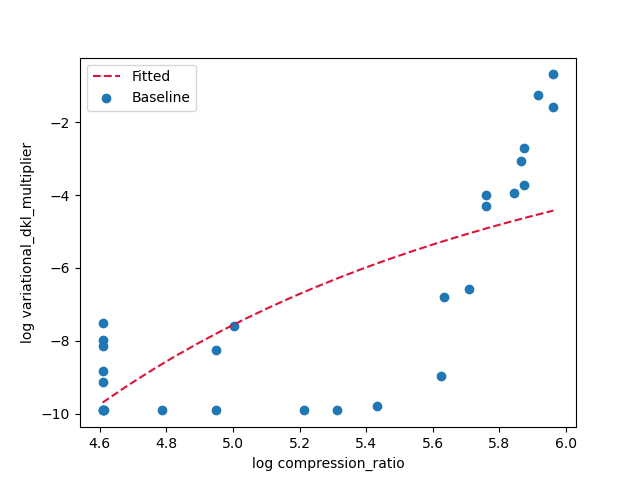 Fitted
Baseline
log variational_dkl_multiplier
−2
−4
−6
−8
−10
4.6 4.8 5.0 5.2 5.4 5.6 5.8 6.0
log compression_ratio